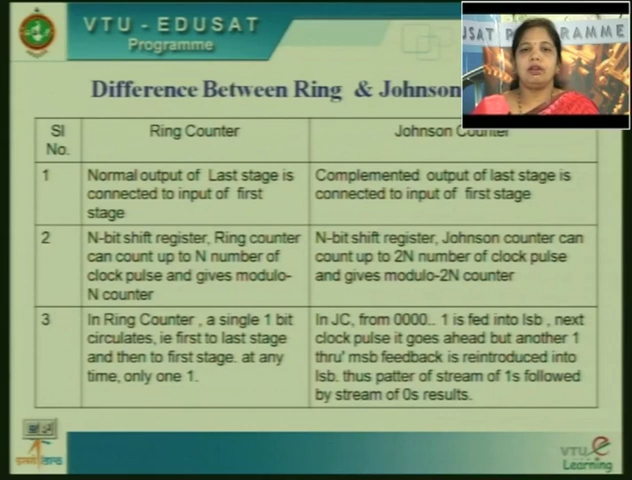 VTU - EDUSAT
Programme
USAT PROGRAMME
Difference Between Ring & Johnson
Sl No.
Ring Counter
Johnson Counter
1
Normal output of Last stage is
connected to input of first
stage
Complemented output of last stage is
connected to input of first stage
2
N-bit shift register, Ring counter
can count up to N number of
clock pulse and gives modulo-
N counter
N-bit shift register, Johnson counter can
count up to 2N number of clock pulse
and gives modulo-2N counter
3
In Ring Counter , a single 1 bit
circulates, ie first to last stage
and then to first stage. at any
time, only one 1.
In JC, from 0000.. 1 is fed into lsb , next
clock pulse it goes ahead but another 1
thru' msb feedback is reintroduced into
lsb. thus patter of stream of 1s followed
by stream of 0s results.
VTU e
Learning